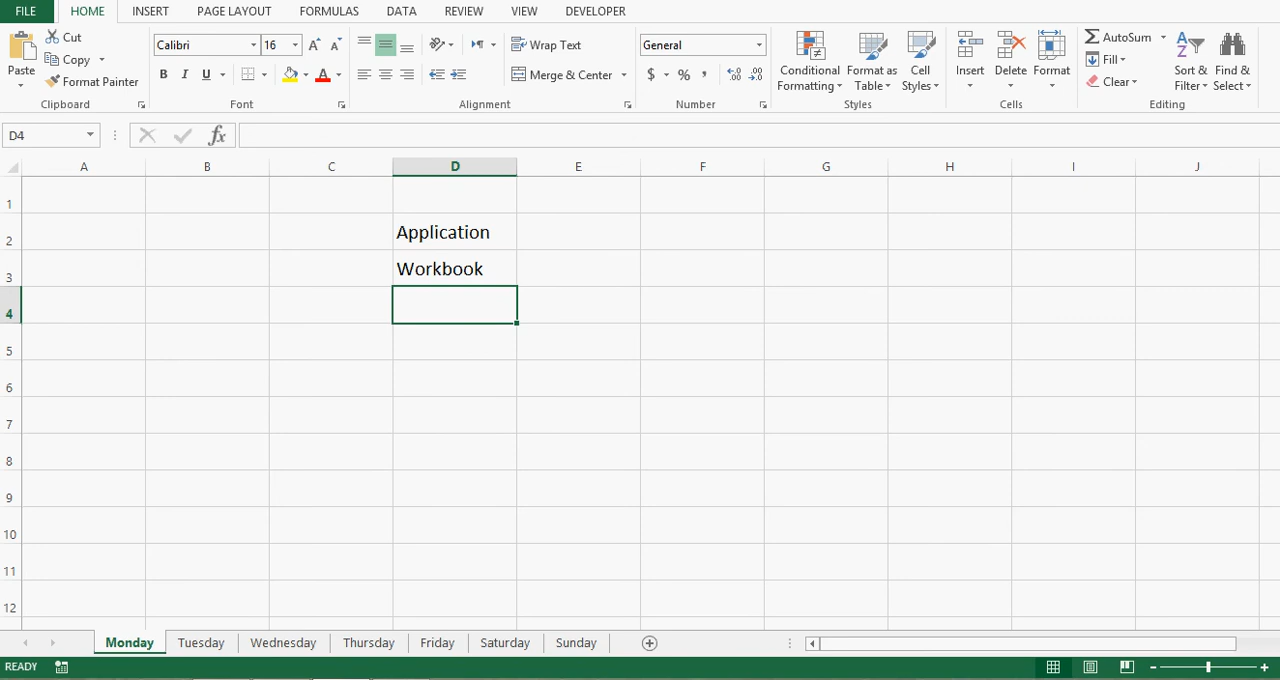 FILE HOME INSERT PAGE LAYOUT FORMULAS DATA REVIEW VIEW DEVELOPER
Cut Calibri 16 Wrap Text General AutoSum
Copy Fill
Paste Format Painter B I U A Merge & Center $ % , Conditional Formatting Format as Table Cell Styles Insert Delete Format Clear Sort & Filter Find & Select
Clipboard Font Alignment Number Styles Cells Editing
D4 fx
A B C D E F G H I J
1
2 Application
3 Workbook
4
5
6
7
8
9
10
11
12
Monday Tuesday Wednesday Thursday Friday Saturday Sunday
READY